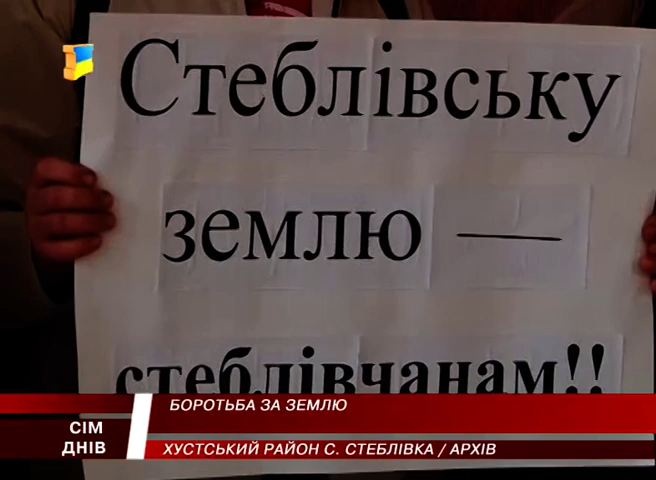 Стеблівську
землю —
стеблівчанам!!
БОРОТЬБА ЗА ЗЕМЛЮ
СІМ
ДНІВ
ХУСТСЬКИЙ РАЙОН С. СТЕБЛІВКА / АРХІВ